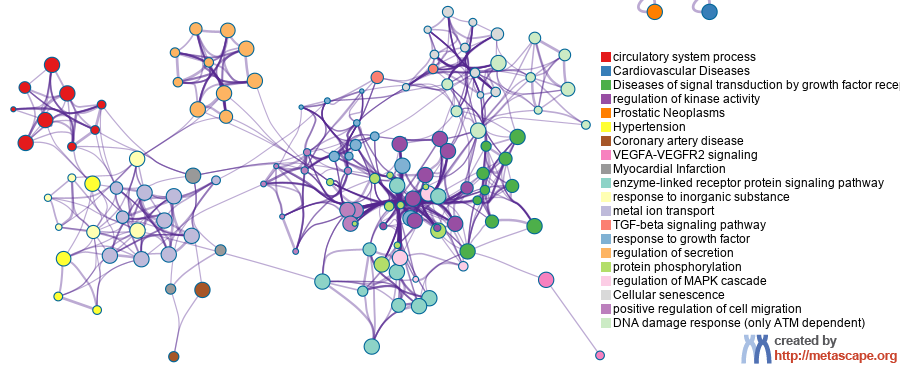 circulatory system process
Cardiovascular Diseases
Diseases of signal transduction by growth factor rece
regulation of kinase activity
Prostatic Neoplasms
Hypertension
Coronary artery disease
VEGFA-VEGFR2 signaling
Myocardial Infarction
enzyme-linked receptor protein signaling pathway
response to inorganic substance
metal ion transport
TGF-beta signaling pathway
response to growth factor
regulation of secretion
protein phosphorylation
regulation of MAPK cascade
Cellular senescence
positive regulation of cell migration
DNA damage response (only ATM dependent)
created by
http://metascape.org